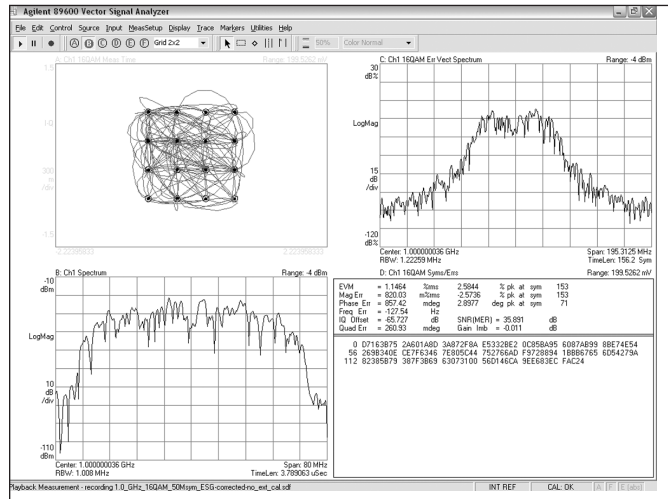 Agilent 89600 Vector Signal Analyzer
File Edit Control Source Input MeasSetup Display Trace Markers Utilities Help
A B C D E F Grid 2x2 50% Color Normal
A: Ch1 16QAM Meas Time Range: 199.5262 mV
1.5
I-Q
300
m
/div
-1.5
-2.22395833 2.22395833
C: Ch1 16QAM Err Vect Spectrum Range: -4 dBm
30
dB%
LogMag
15
dB
/div
-120
dB%
Center: 1.000000036 GHz Span: 195.3125 MHz
RBW: 1.22259 MHz TimeLen: 156.2 Sym
B: Ch1 Spectrum Range: -4 dBm
-10
dBm
LogMag
10
dB
/div
-110
dBm
Center: 1.000000036 GHz Span: 80 MHz
RBW: 1.008 MHz TimeLen: 3.789063 uSec
D: Ch1 16QAM Syms/Errs Range: 199.5262 mV
EVM = 1.1464 %rms 2.5844 % pk at sym 153
Mag Err = 820.03 m%rms -2.5736 % pk at sym 153
Phase Err = 857.42 mdeg 2.8977 deg pk at sym 71
Freq Err = -127.54 Hz
IQ Offset = -65.727 dB SNR(MER) = 35.891 dB
Quad Err = 260.93 mdeg Gain Imb = -0.011 dB
0 D7163B75 2A601A8D 3A872F8A E5332BE2 0C85BA95 6087AB99 8BE74E54
56 269B340E CE7F6346 7E805C44 752766AD F9728894 1BBB6765 6D54279A
112 82385B79 387F3B69 63073100 56D146CA 9EE683EC FAC24
Playback Measurement - recording 1.0_GHz_16QAM_50Msym_ESG-corrected-no_ext_cal.sdf INT REF CAL: OK A F E (abs)